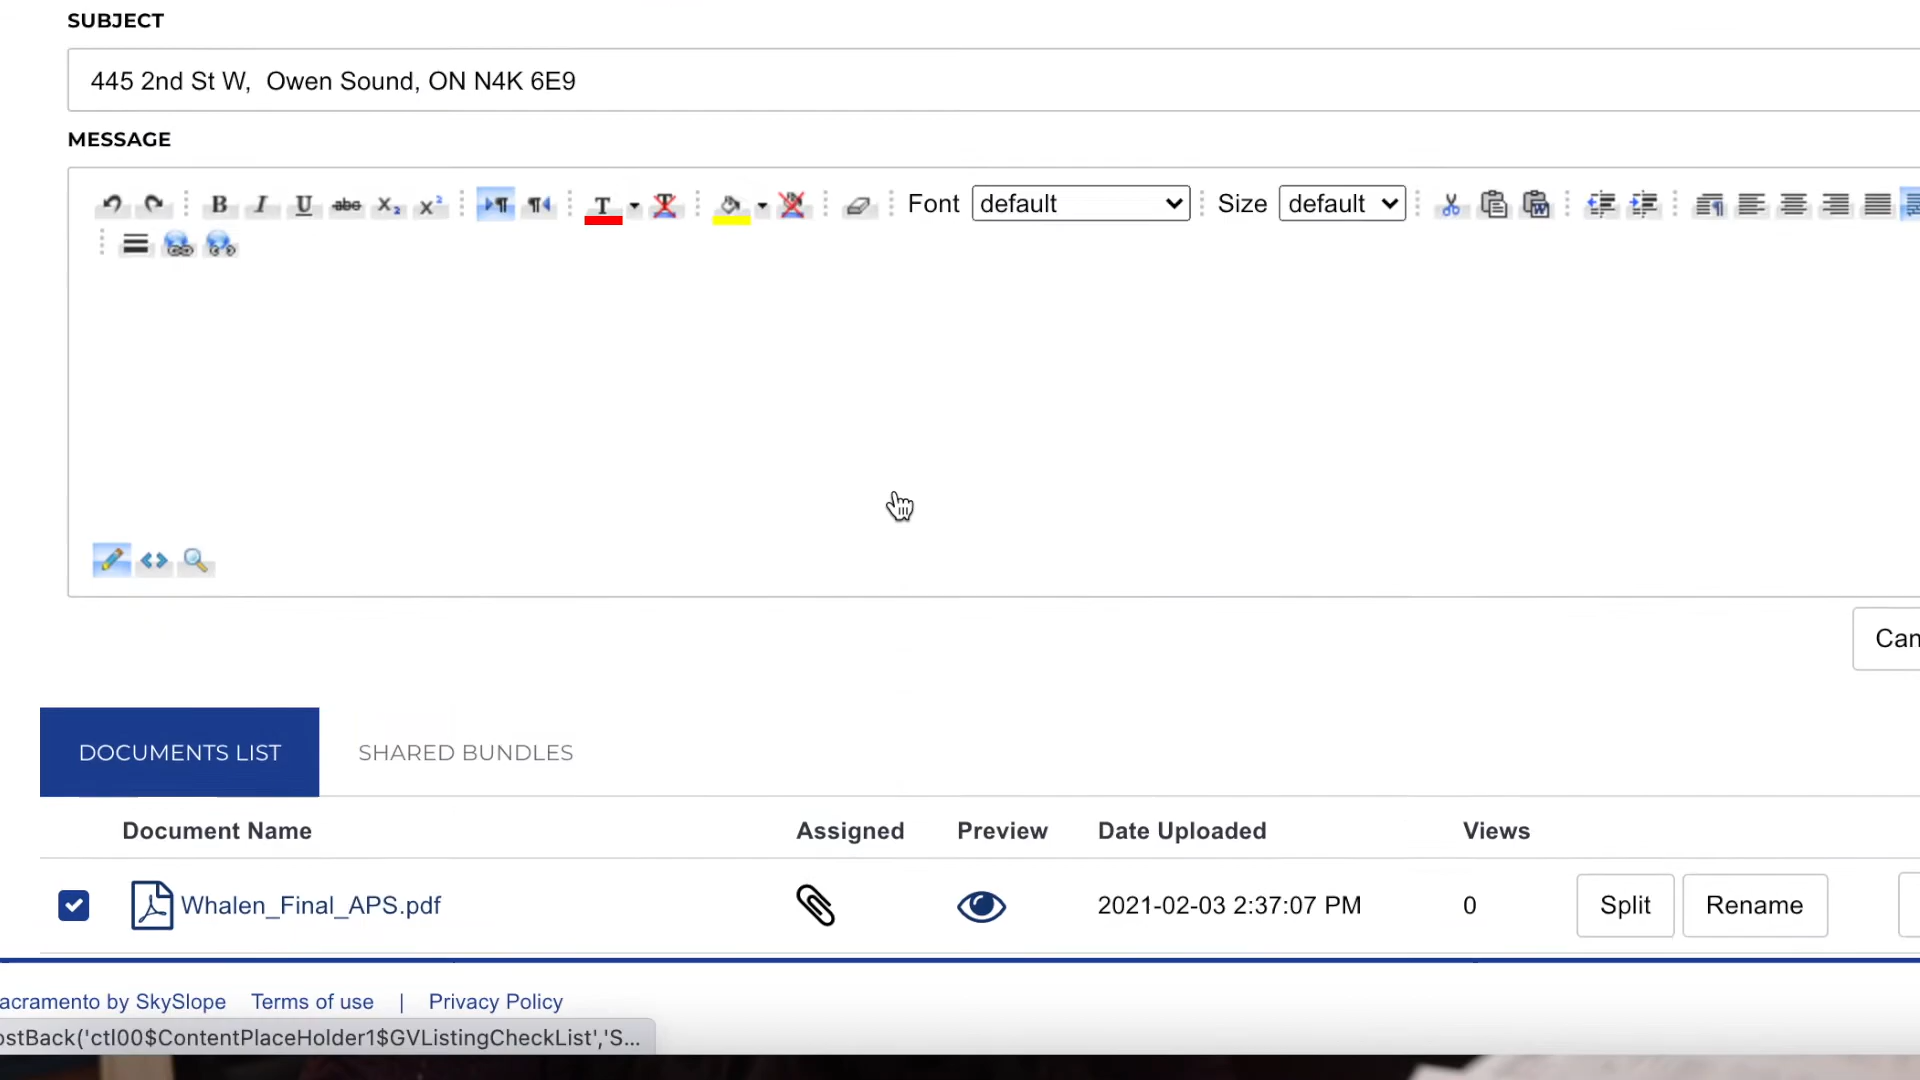 SUBJECT
445 2nd St W,  Owen Sound, ON N4K 6E9
MESSAGE
Font default Size default
Can
DOCUMENTS LIST SHARED BUNDLES
Document Name Assigned Preview Date Uploaded Views
Whalen_Final_APS.pdf 2021-02-03 2:37:07 PM 0 Split Rename
acramento by SkySlope Terms of use | Privacy Policy
ostBack('ctl00$ContentPlaceHolder1$GVListingCheckList','S...